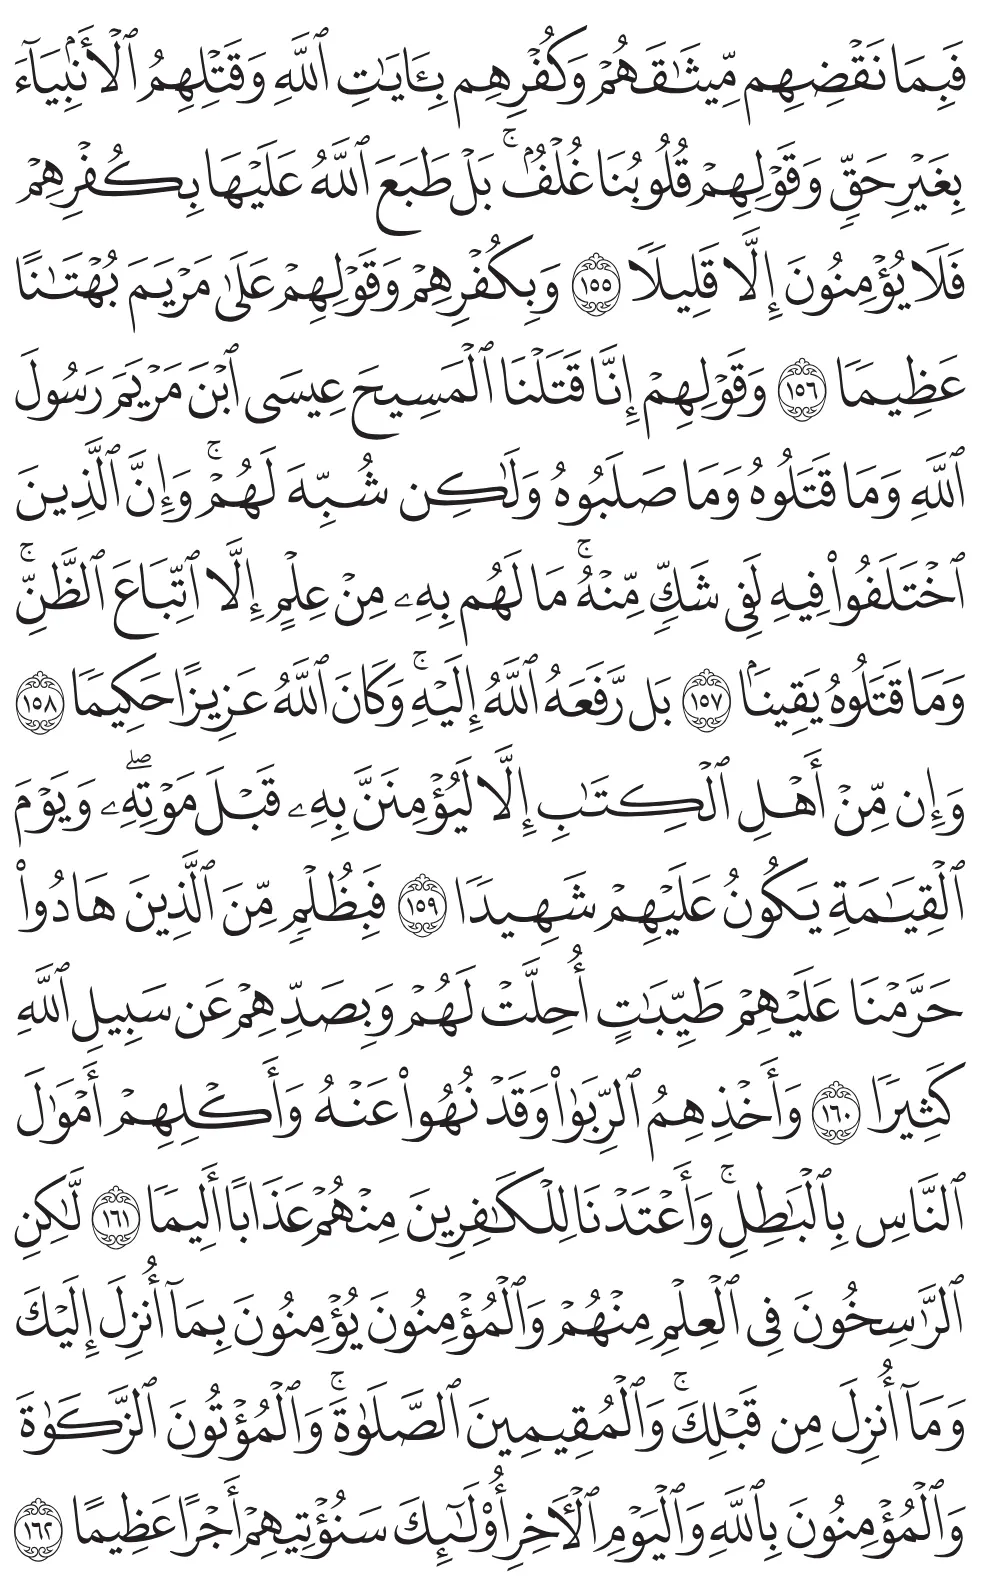 فَبِمَا نَقْضِهِم مِّيثَٰقَهُمْ وَكُفْرِهِم بِـَٔايَٰتِ ٱللَّهِ وَقَتْلِهِمُ ٱلْأَنۢبِيَآءَ
بِغَيْرِ حَقٍّ وَقَوْلِهِمْ قُلُوبُنَا غُلْفٌۢ ۚ بَلْ طَبَعَ ٱللَّهُ عَلَيْهَا بِكُفْرِهِمْ
فَلَا يُؤْمِنُونَ إِلَّا قَلِيلًا ١٥٥ وَبِكُفْرِهِمْ وَقَوْلِهِمْ عَلَىٰ مَرْيَمَ بُهْتَٰنًا
عَظِيمًا ١٥٦ وَقَوْلِهِمْ إِنَّا قَتَلْنَا ٱلْمَسِيحَ عِيسَى ٱبْنَ مَرْيَمَ رَسُولَ
ٱللَّهِ وَمَا قَتَلُوهُ وَمَا صَلَبُوهُ وَلَٰكِن شُبِّهَ لَهُمْ ۚ وَإِنَّ ٱلَّذِينَ
ٱخْتَلَفُوا۟ فِيهِ لَفِى شَكٍّ مِّنْهُ ۚ مَا لَهُم بِهِۦ مِنْ عِلْمٍ إِلَّا ٱتِّبَاعَ ٱلظَّنِّ ۚ
وَمَا قَتَلُوهُ يَقِينًۢا ١٥٧ بَل رَّفَعَهُ ٱللَّهُ إِلَيْهِ ۚ وَكَانَ ٱللَّهُ عَزِيزًا حَكِيمًا ١٥٨
وَإِن مِّنْ أَهْلِ ٱلْكِتَٰبِ إِلَّا لَيُؤْمِنَنَّ بِهِۦ قَبْلَ مَوْتِهِۦ ۖ وَيَوْمَ
ٱلْقِيَٰمَةِ يَكُونُ عَلَيْهِمْ شَهِيدًا ١٥٩ فَبِظُلْمٍ مِّنَ ٱلَّذِينَ هَادُوا۟
حَرَّمْنَا عَلَيْهِمْ طَيِّبَٰتٍ أُحِلَّتْ لَهُمْ وَبِصَدِّهِمْ عَن سَبِيلِ ٱللَّهِ
كَثِيرًا ١٦٠ وَأَخْذِهِمُ ٱلرِّبَوٰا۟ وَقَدْ نُهُوا۟ عَنْهُ وَأَكْلِهِمْ أَمْوَٰلَ
ٱلنَّاسِ بِٱلْبَٰطِلِ ۚ وَأَعْتَدْنَا لِلْكَٰفِرِينَ مِنْهُمْ عَذَابًا أَلِيمًا ١٦١ لَّٰكِنِ
ٱلرَّٰسِخُونَ فِى ٱلْعِلْمِ مِنْهُمْ وَٱلْمُؤْمِنُونَ يُؤْمِنُونَ بِمَآ أُنزِلَ إِلَيْكَ
وَمَآ أُنزِلَ مِن قَبْلِكَ ۚ وَٱلْمُقِيمِينَ ٱلصَّلَوٰةَ ۚ وَٱلْمُؤْتُونَ ٱلزَّكَوٰةَ
وَٱلْمُؤْمِنُونَ بِٱللَّهِ وَٱلْيَوْمِ ٱلْـَٔاخِرِ أُو۟لَٰٓئِكَ سَنُؤْتِيهِمْ أَجْرًا عَظِيمًا ١٦٢